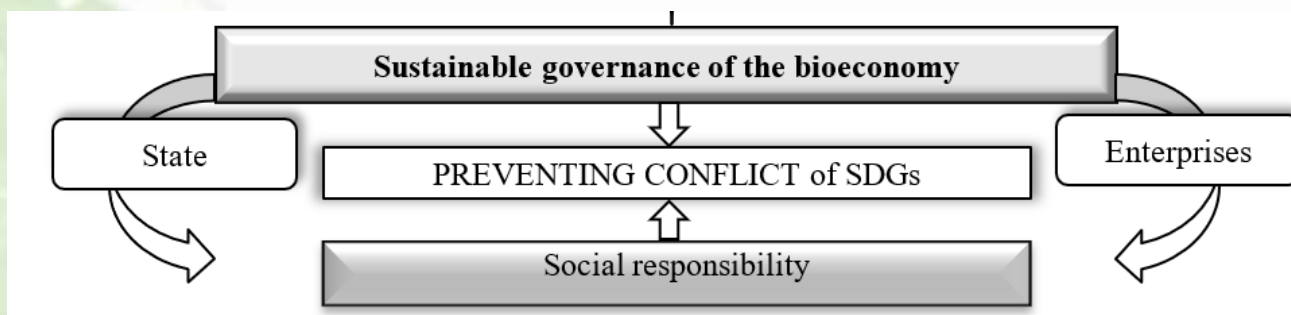 Sustainable governance of the bioeconomy
State
Enterprises
PREVENTING CONFLICT of SDGs
Social responsibility